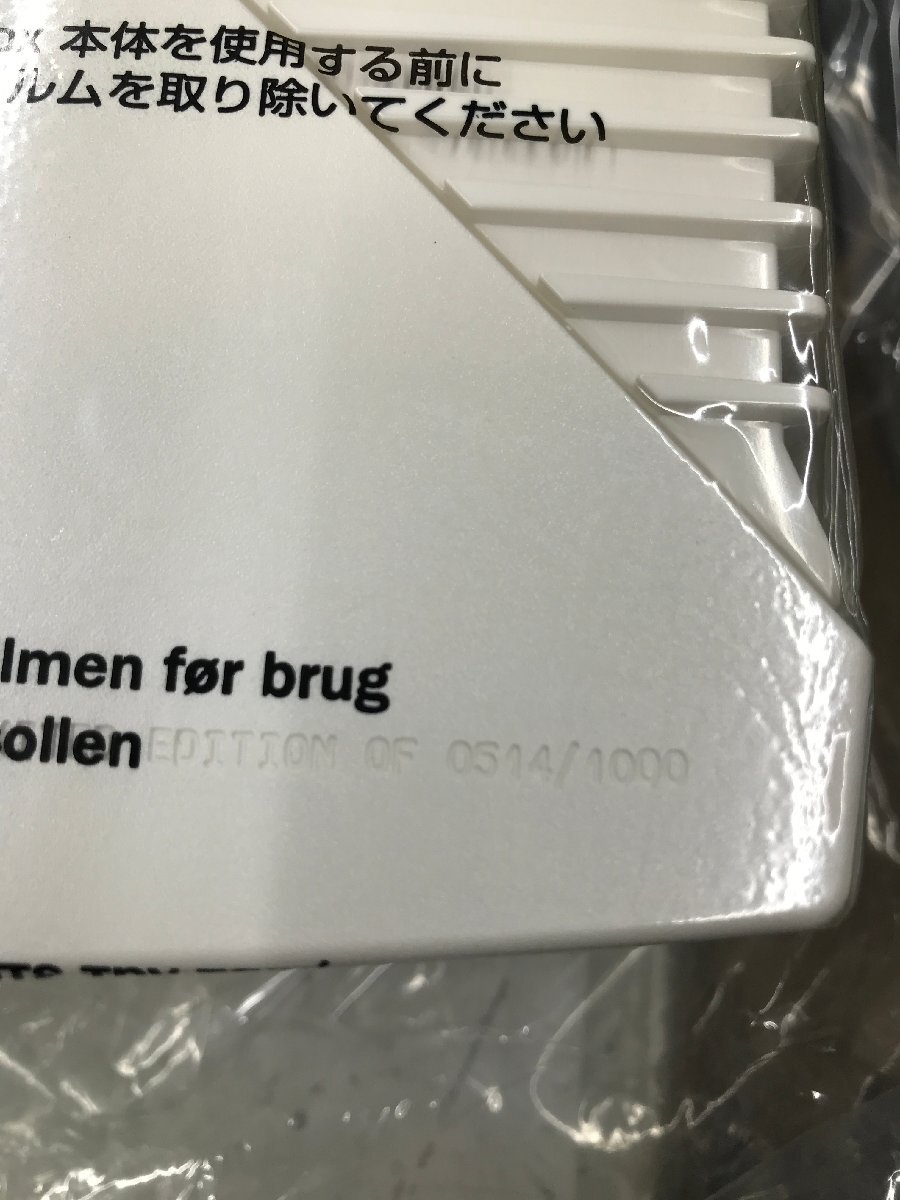 本体を使用する前に
ルムを取り除いてください
lmen før brug
ollen
EDITION OF 0514/1000